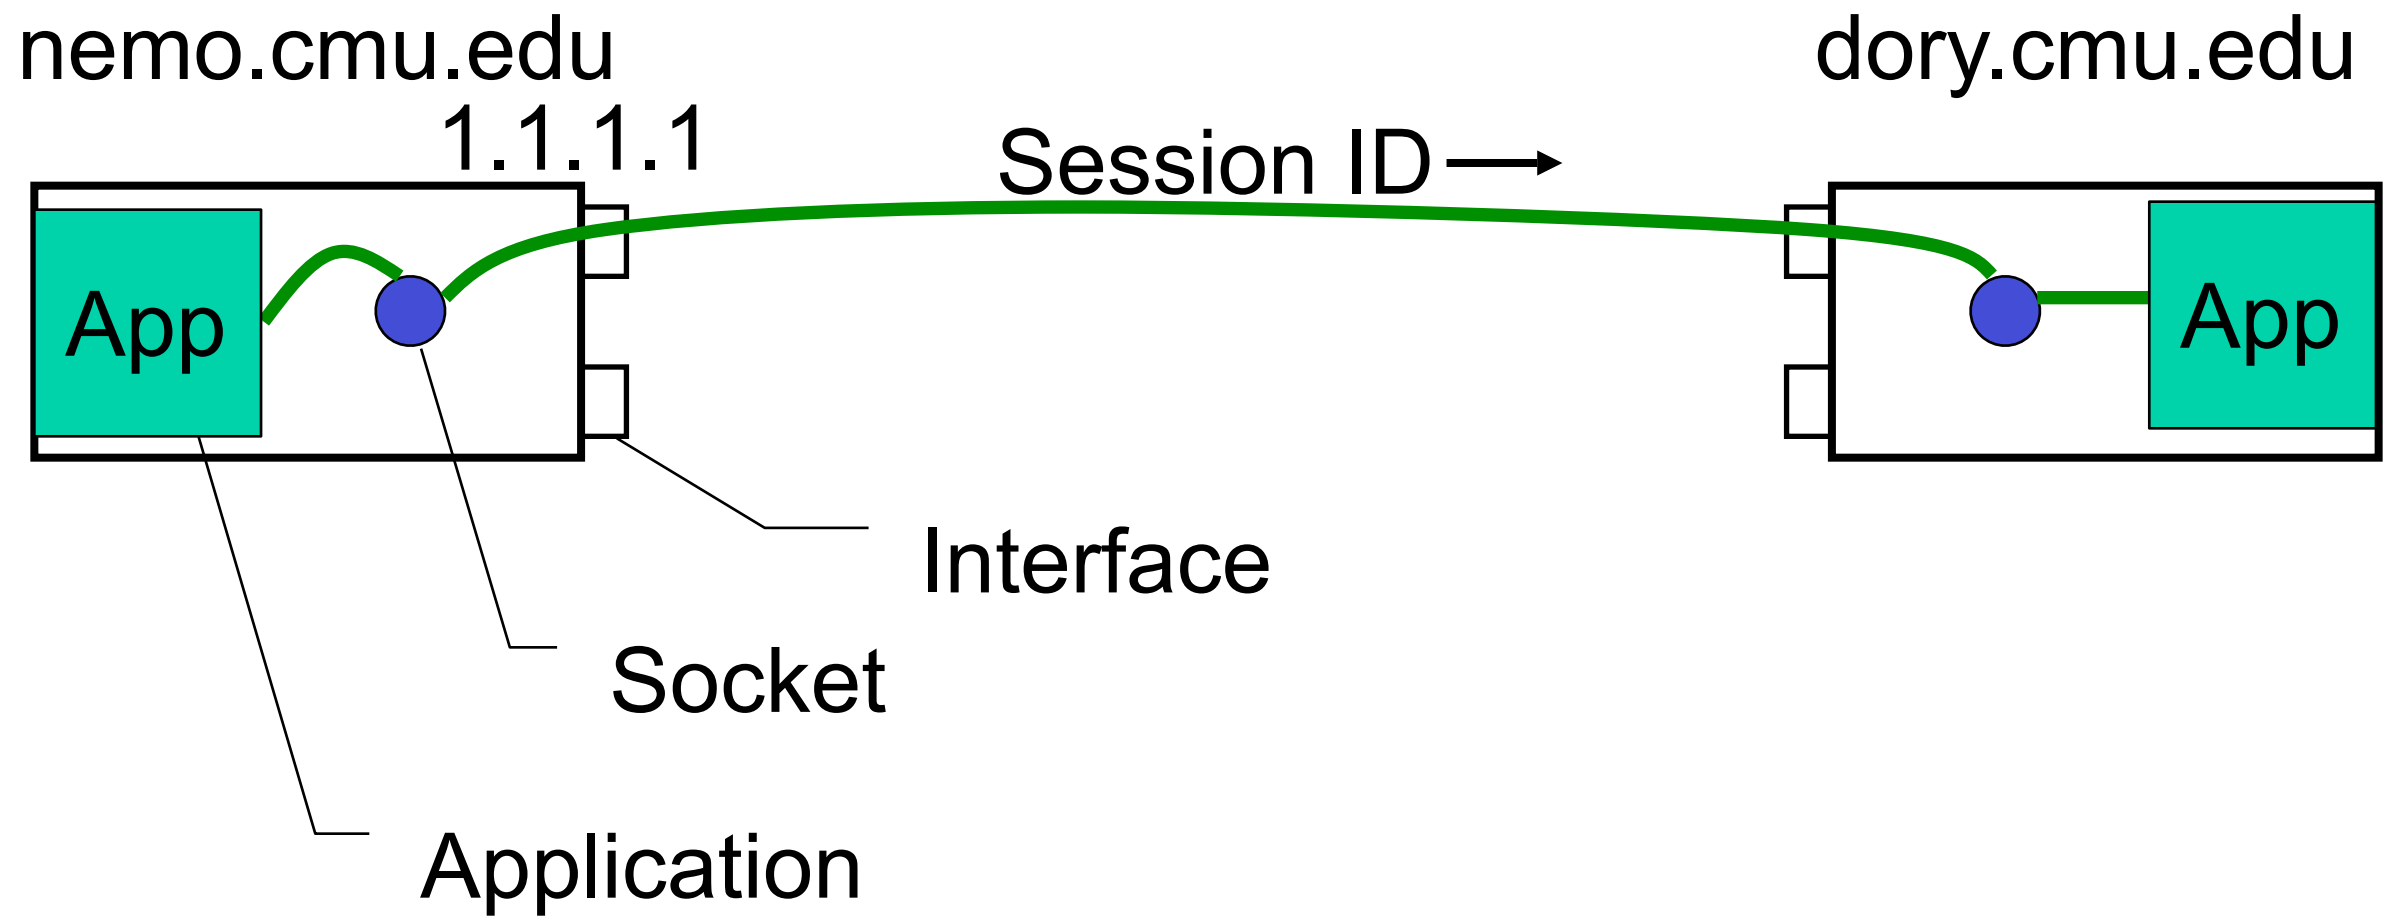 nemo.cmu.edu
dory.cmu.edu
1.1.1.1
Session ID
App
App
Interface
Socket
Application